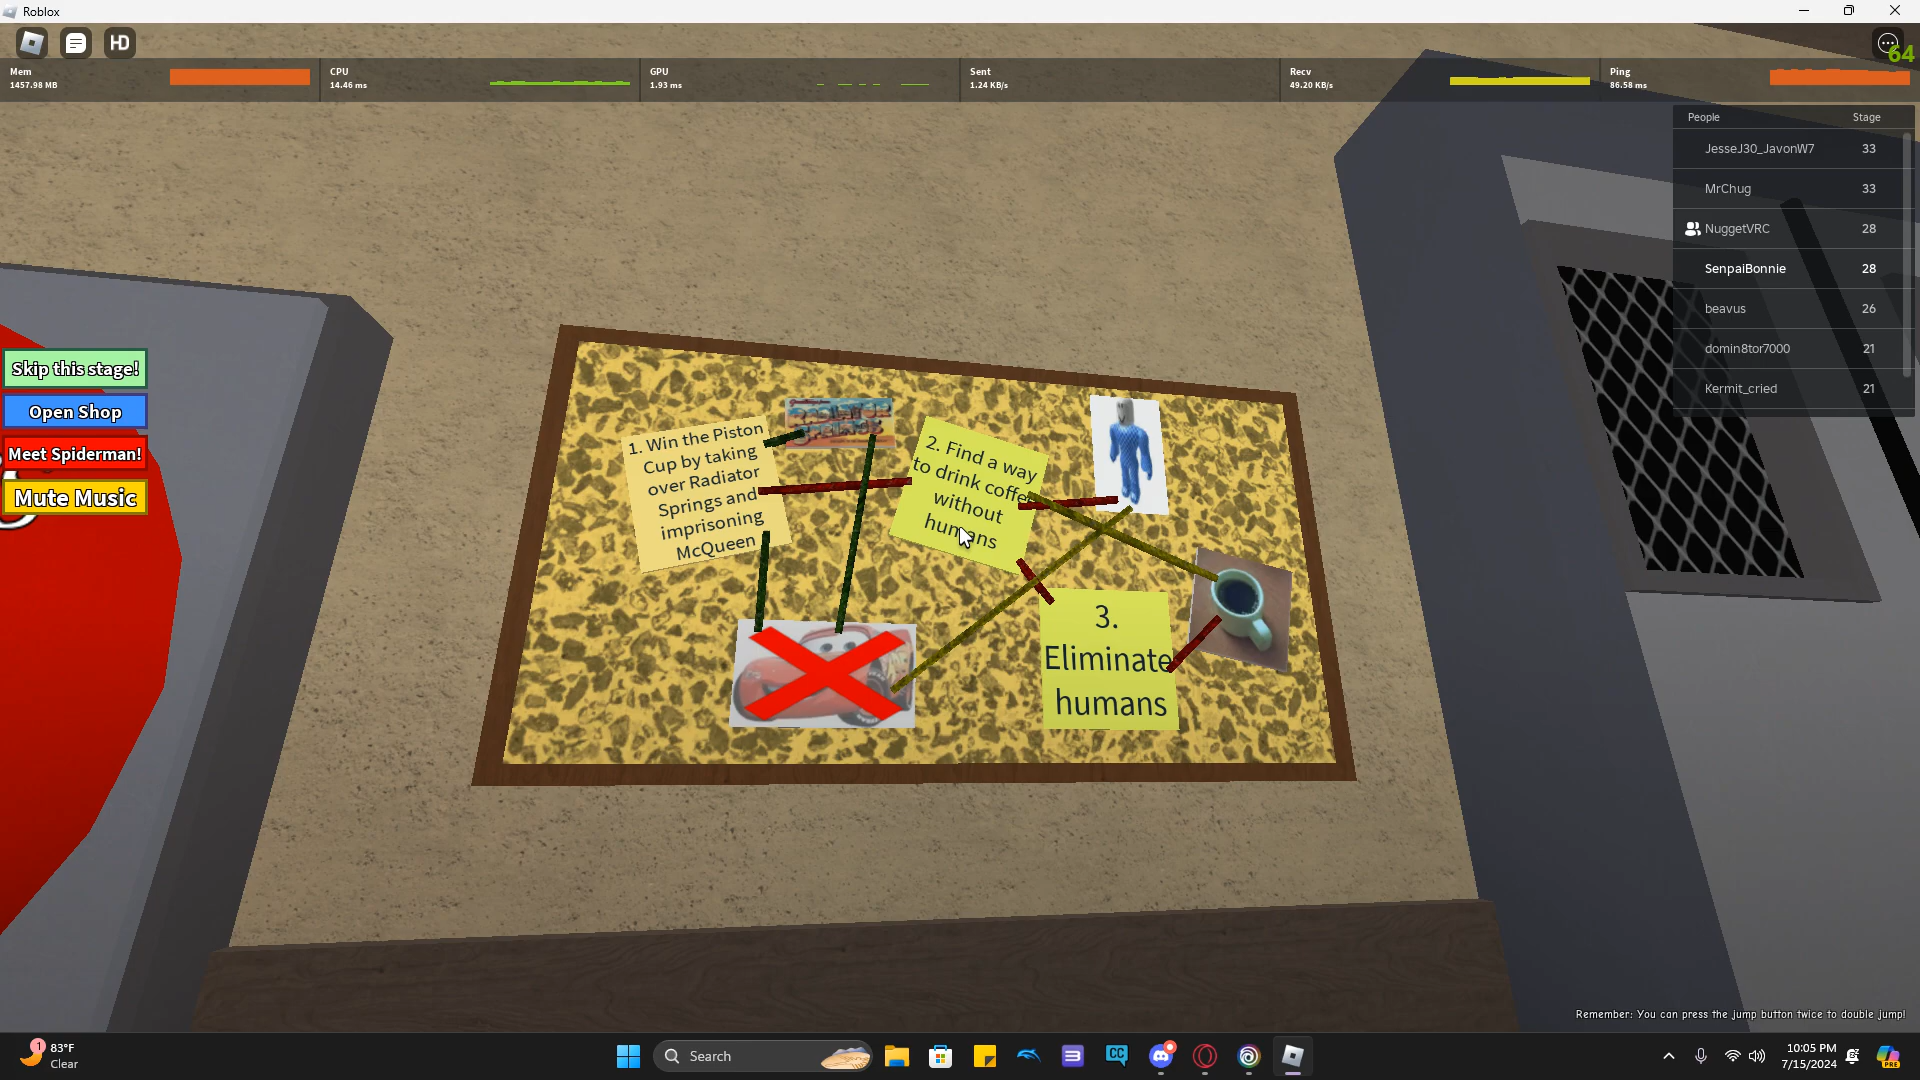 Roblox
HD
64
Mem
1457.98 MB
CPU
14.46 ms
GPU
1.93 ms
Sent
1.24 KB/s
Recv
49.20 KB/s
Ping
86.58 ms
People Stage
JesseJ30_JavonW7 33
MrChug 33
NuggetVRC 28
SenpaiBonnie 28
beavus 26
domin8tor7000 21
Kermit_cried 21
Skip this stage!
Open Shop
Meet Spiderman!
Mute Music
1. Win the Piston
Cup by taking
over Radiator
Springs and
imprisoning
McQueen
RADIATOR
SPRINGS
2. Find a way
to drink coffee
without
humans
3.
Eliminate
humans
Remember: You can press the jump button twice to double jump!
1
83°F
Clear
Search
CC
10:05 PM
7/15/2024
PRE